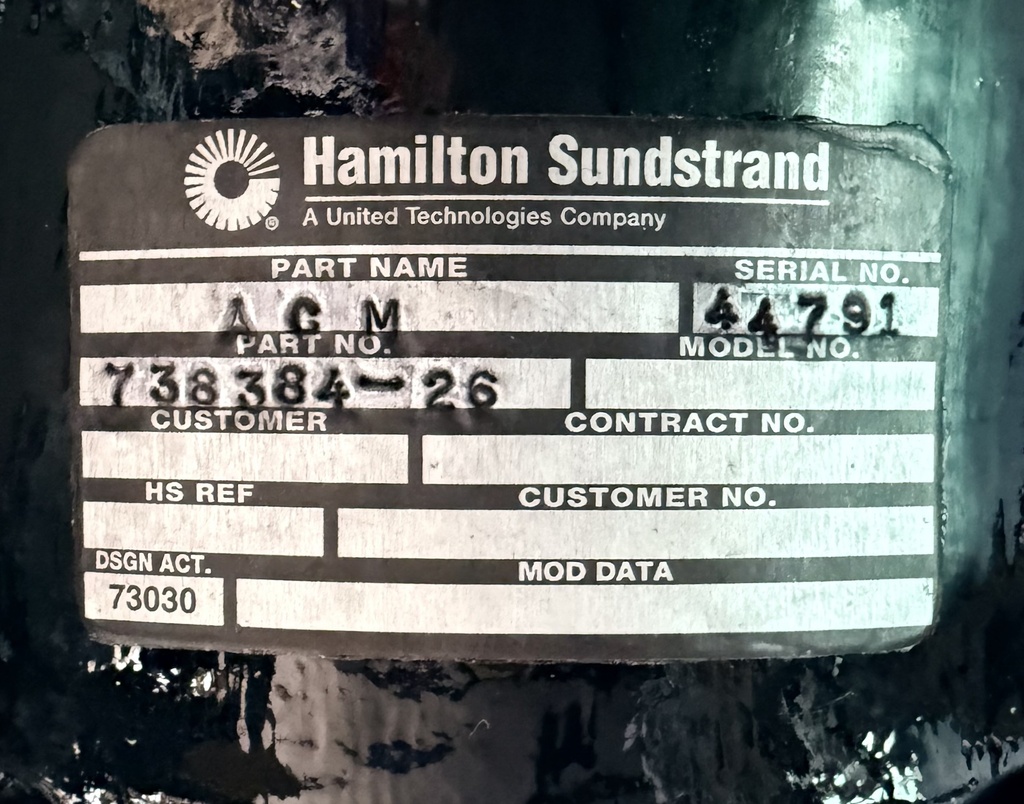 Hamilton Sundstrand
A United Technologies Company
PART NAME SERIAL NO.
A C M 44791
PART NO. MODEL NO.
738384-26
CUSTOMER CONTRACT NO.
HS REF CUSTOMER NO.
DSGN ACT. MOD DATA
73030